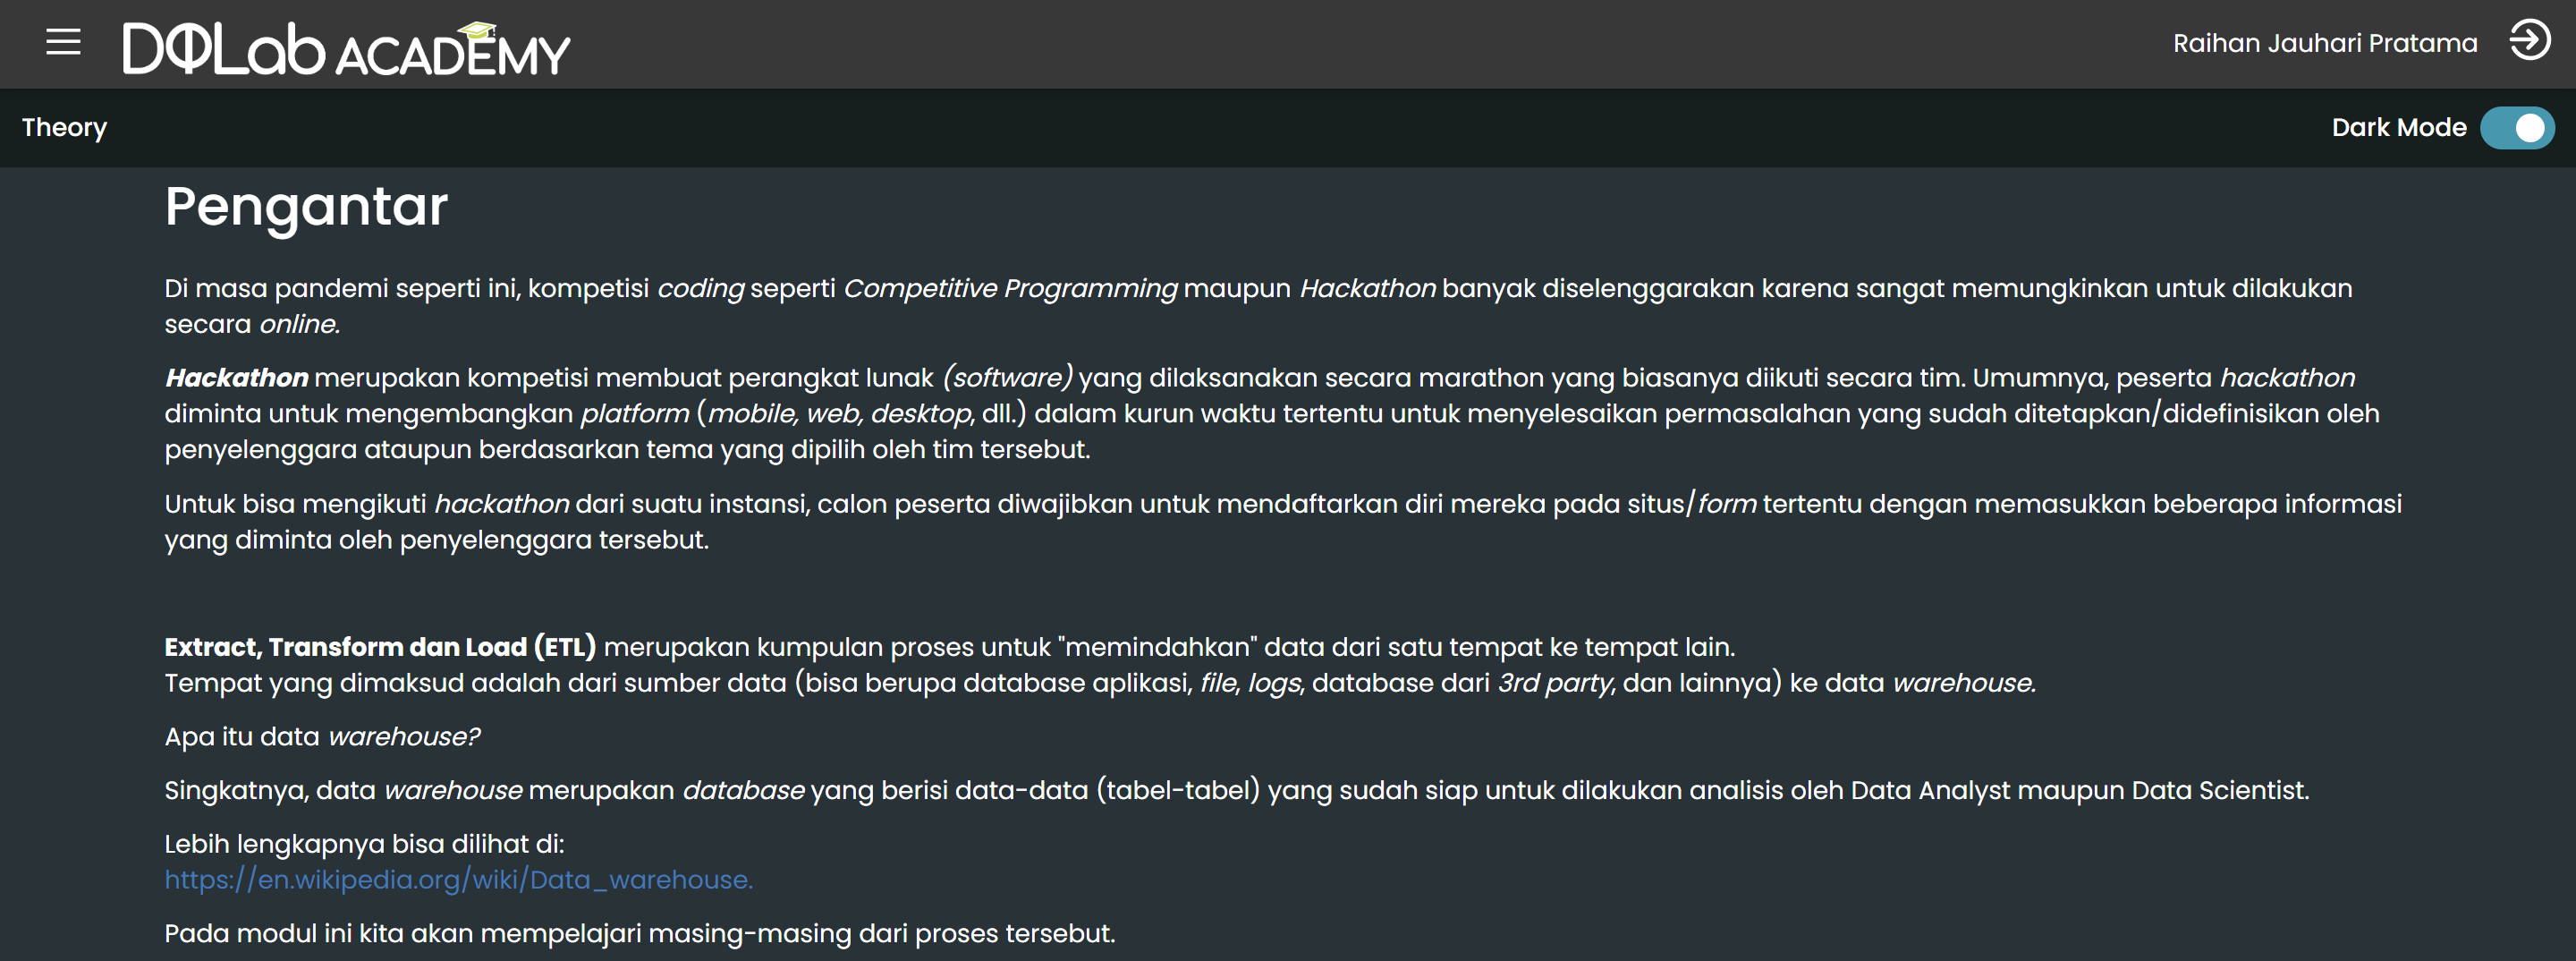 DQLab ACADEMY
Raihan Jauhari Pratama
Theory
Dark Mode
Pengantar
Di masa pandemi seperti ini, kompetisi coding seperti Competitive Programming maupun Hackathon banyak diselenggarakan karena sangat memungkinkan untuk dilakukan
secara online.
Hackathon merupakan kompetisi membuat perangkat lunak (software) yang dilaksanakan secara marathon yang biasanya diikuti secara tim. Umumnya, peserta hackathon
diminta untuk mengembangkan platform (mobile, web, desktop, dll.) dalam kurun waktu tertentu untuk menyelesaikan permasalahan yang sudah ditetapkan/didefinisikan oleh
penyelenggara ataupun berdasarkan tema yang dipilih oleh tim tersebut.
Untuk bisa mengikuti hackathon dari suatu instansi, calon peserta diwajibkan untuk mendaftarkan diri mereka pada situs/form tertentu dengan memasukkan beberapa informasi
yang diminta oleh penyelenggara tersebut.
Extract, Transform dan Load (ETL) merupakan kumpulan proses untuk "memindahkan" data dari satu tempat ke tempat lain.
Tempat yang dimaksud adalah dari sumber data (bisa berupa database aplikasi, file, logs, database dari 3rd party, dan lainnya) ke data warehouse.
Apa itu data warehouse?
Singkatnya, data warehouse merupakan database yang berisi data-data (tabel-tabel) yang sudah siap untuk dilakukan analisis oleh Data Analyst maupun Data Scientist.
Lebih lengkapnya bisa dilihat di:
https://en.wikipedia.org/wiki/Data_warehouse.
Pada modul ini kita akan mempelajari masing-masing dari proses tersebut.